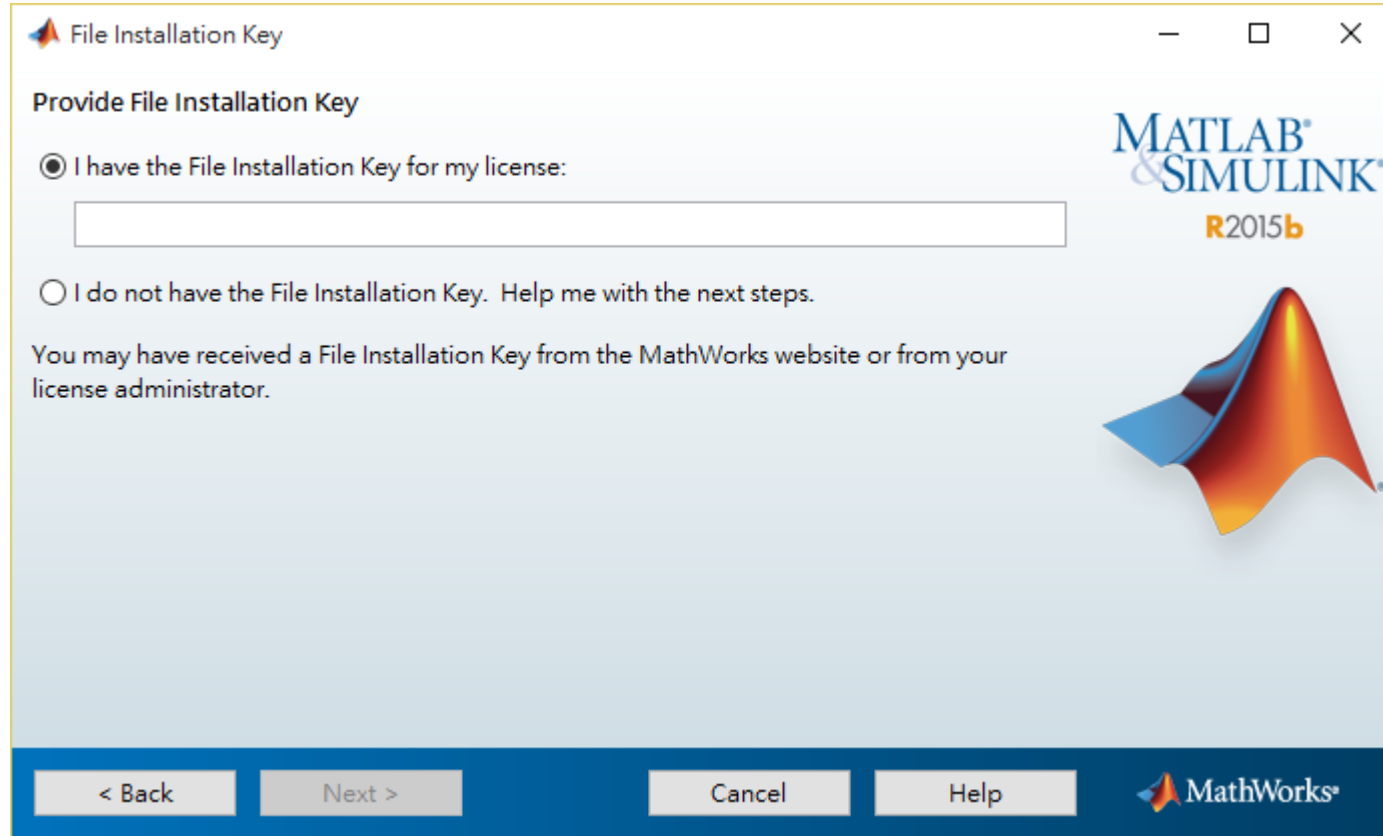 File Installation Key
Provide File Installation Key
MATLAB®
&SIMULINK®
R2015b
I have the File Installation Key for my license:
I do not have the File Installation Key.  Help me with the next steps.
You may have received a File Installation Key from the MathWorks website or from your
license administrator.
< Back
Next >
Cancel
Help
MathWorks®